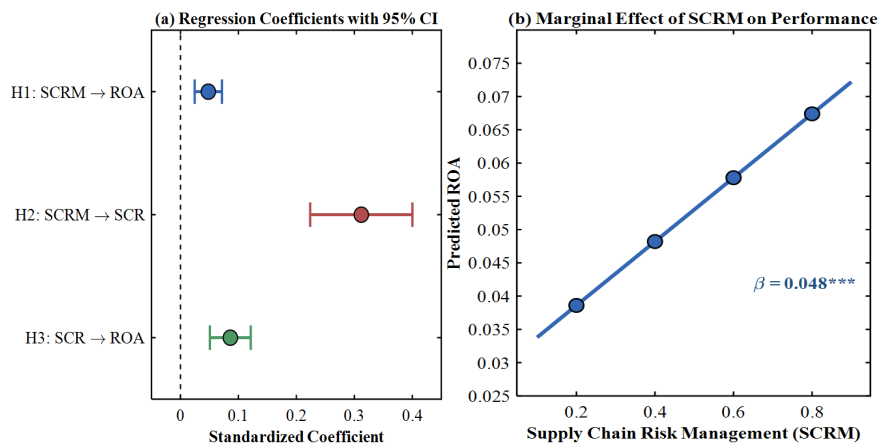 (a) Regression Coefficients with 95% CI
H1: SCRM → ROA
H2: SCRM → SCR
H3: SCR → ROA
0 0.1 0.2 0.3 0.4
Standardized Coefficient
(b) Marginal Effect of SCRM on Performance
Predicted ROA
0.075
0.07
0.065
0.06
0.055
0.05
0.045
0.04
0.035
0.03
0.025
β = 0.048***
0.2 0.4 0.6 0.8
Supply Chain Risk Management (SCRM)